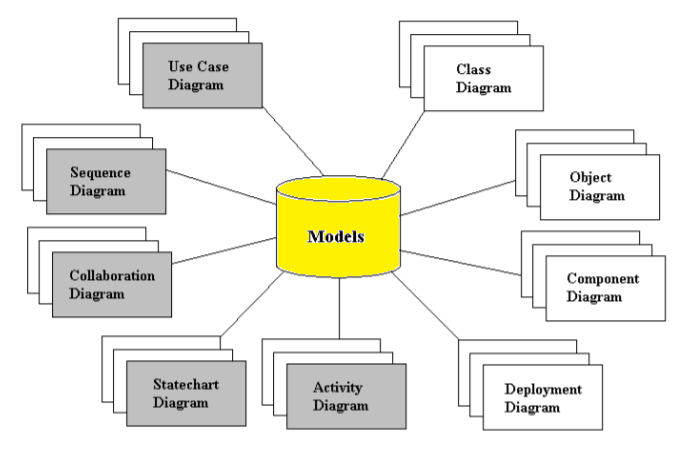 Use Case
Diagram
Class
Diagram
Sequence
Diagram
Object
Diagram
Models
Collaboration
Diagram
Component
Diagram
Statechart
Diagram
Activity
Diagram
Deployment
Diagram